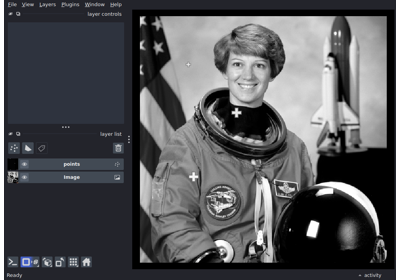 File View Layers Plugins Window Help
layer controls
layer list
points
image
Ready
activity